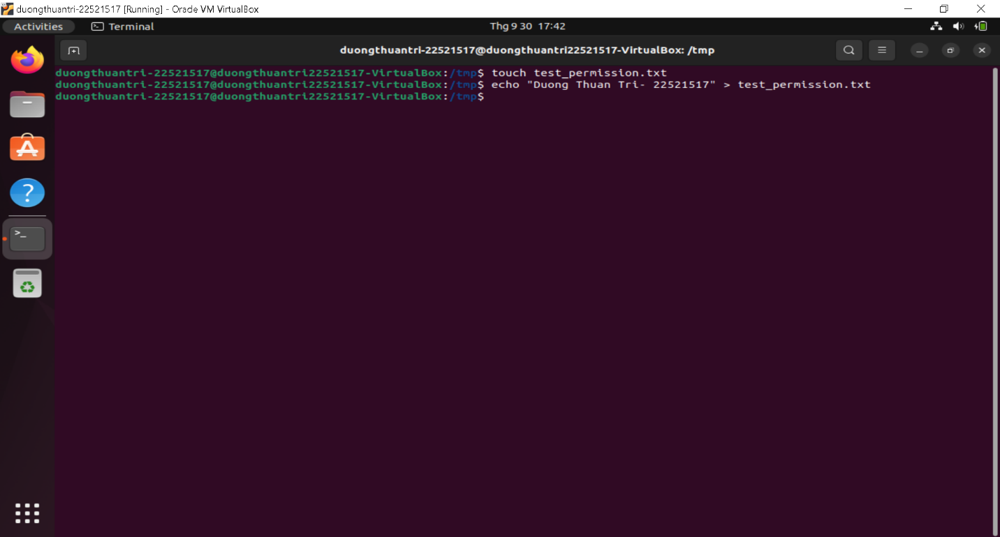 duongthuantri-22521517 [Running] - Oracle VM VirtualBox
Activities Terminal Thg 9 30 17:42
duongthuantri-22521517@duongthuantri22521517-VirtualBox: /tmp
duongthuantri-22521517@duongthuantri22521517-VirtualBox:/tmp$ touch test_permission.txt
duongthuantri-22521517@duongthuantri22521517-VirtualBox:/tmp$ echo "Duong Thuan Tri- 22521517" > test_permission.txt
duongthuantri-22521517@duongthuantri22521517-VirtualBox:/tmp$